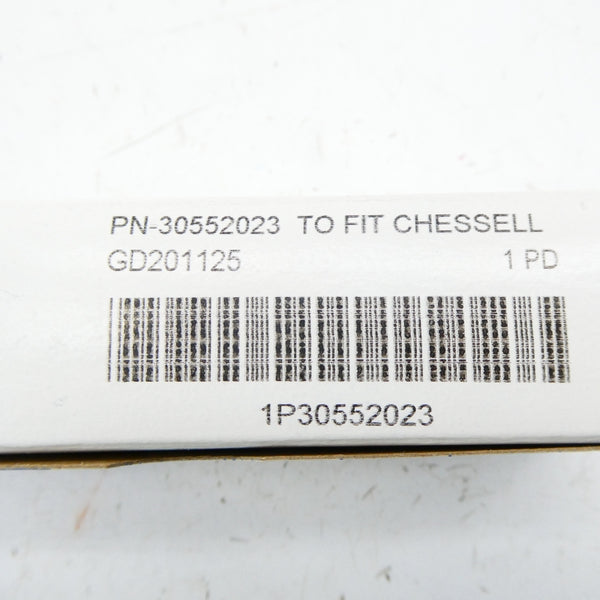 PN-30552023 TO FIT CHESSELL
GD201125 1 PD
1P30552023